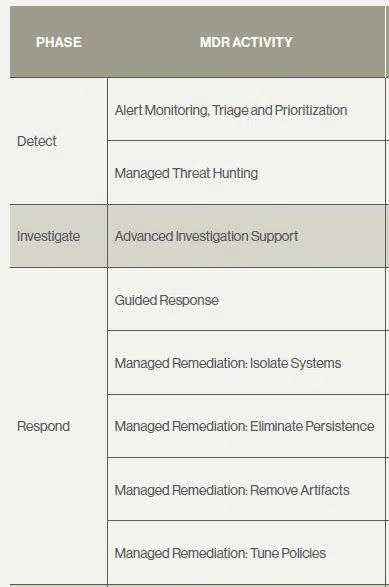 PHASE MDR ACTIVITY
Detect
Alert Monitoring, Triage and Prioritization
Managed Threat Hunting
Investigate Advanced Investigation Support
Respond
Guided Response
Managed Remediation: Isolate Systems
Managed Remediation: Eliminate Persistence
Managed Remediation: Remove Artifacts
Managed Remediation: Tune Policies